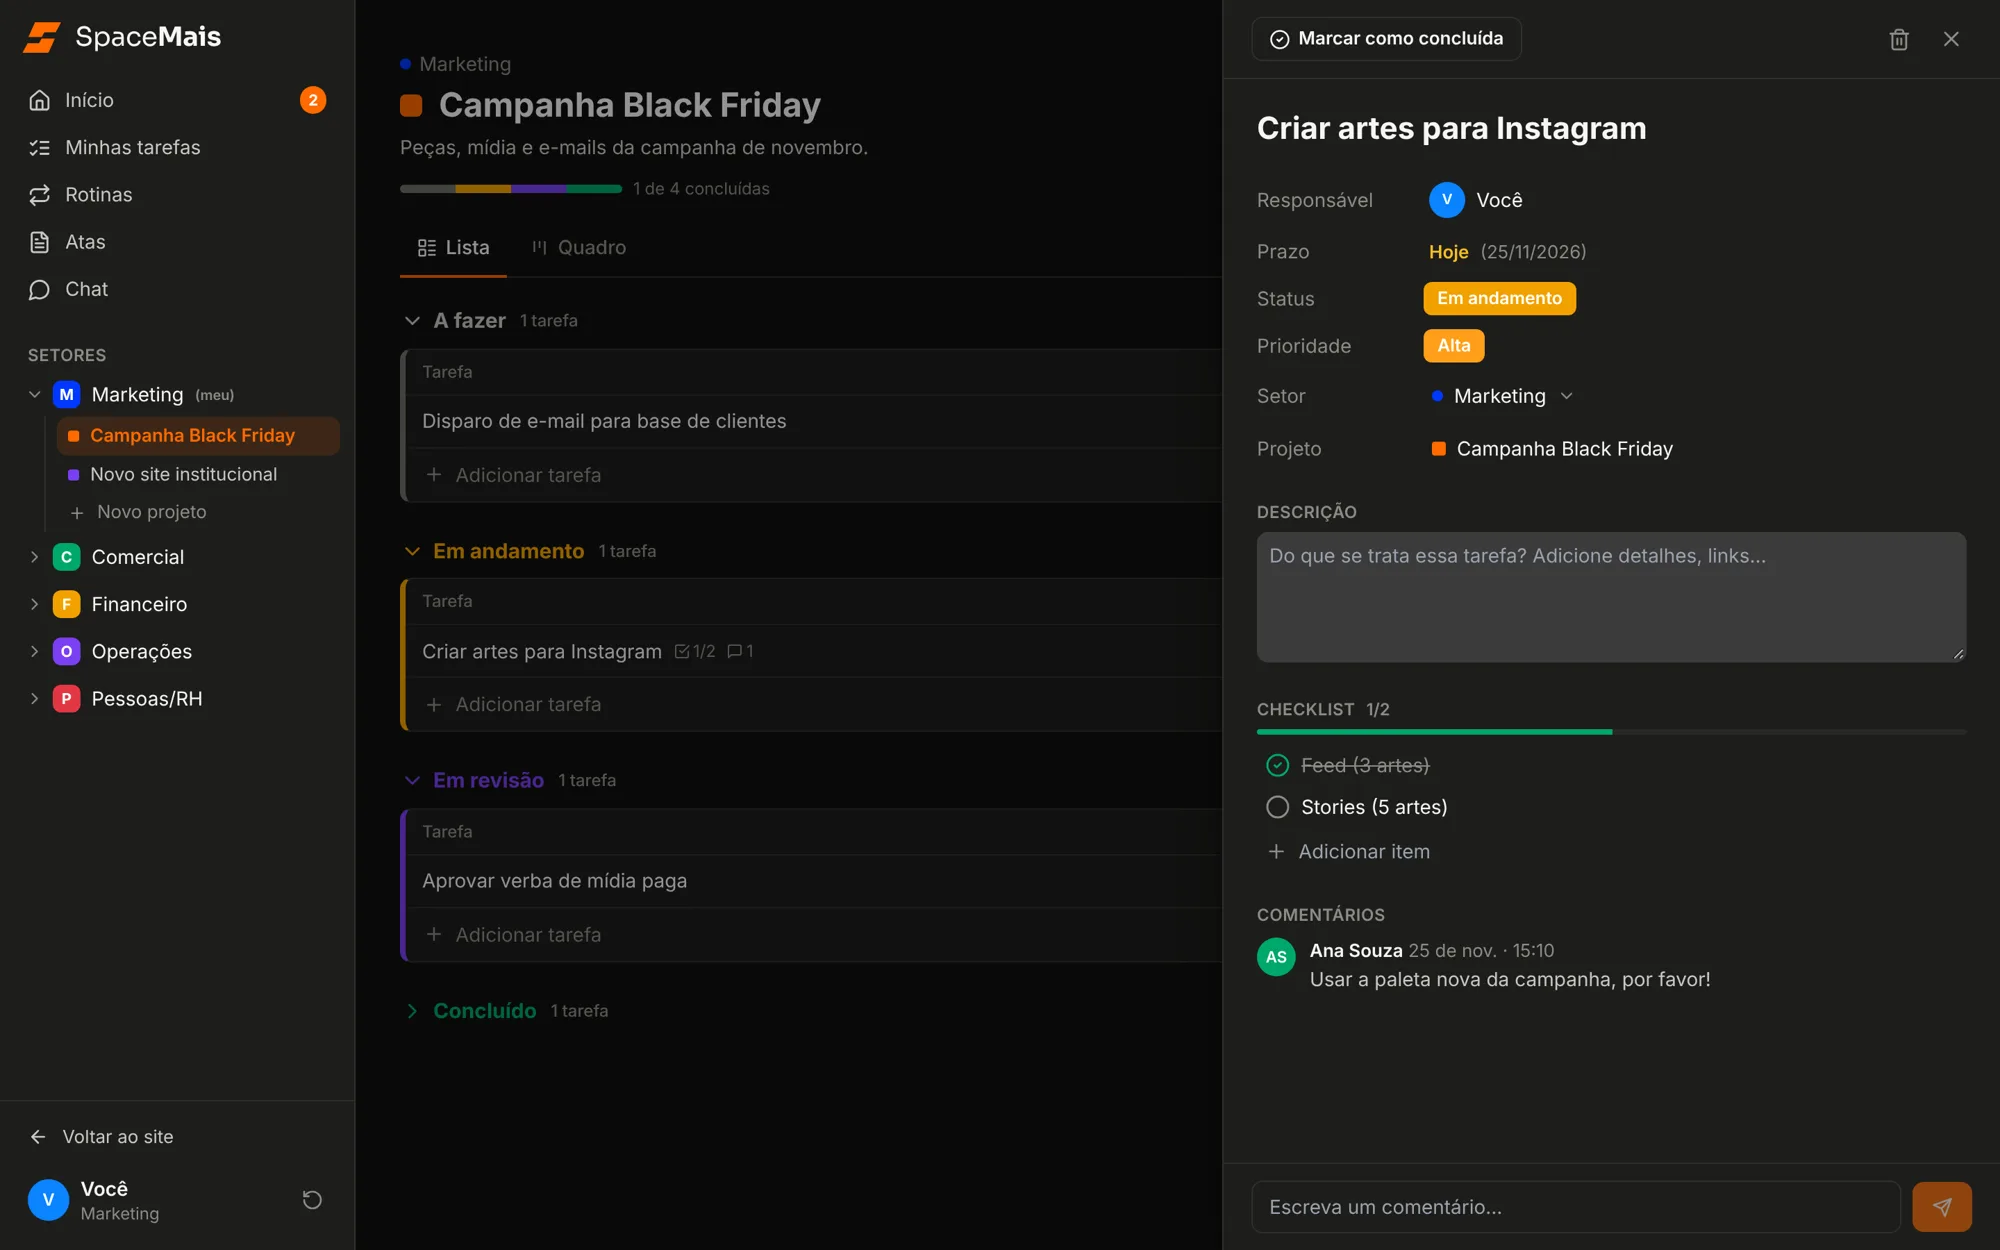 SpaceMais
Início
2
Minhas tarefas
Rotinas
Atas
Chat
SETORES
M Marketing (meu)
Campanha Black Friday
Novo site institucional
+ Novo projeto
C Comercial
F Financeiro
O Operações
P Pessoas/RH
Voltar ao site
V
Você
Marketing
Marketing
Campanha Black Friday
Peças, mídia e e-mails da campanha de novembro.
1 de 4 concluídas
Lista
Quadro
A fazer 1 tarefa
Tarefa
Disparo de e-mail para base de clientes
+ Adicionar tarefa
Em andamento 1 tarefa
Tarefa
Criar artes para Instagram 1/2 1
+ Adicionar tarefa
Em revisão 1 tarefa
Tarefa
Aprovar verba de mídia paga
+ Adicionar tarefa
Concluído 1 tarefa
Marcar como concluída
Criar artes para Instagram
Responsável V Você
Prazo Hoje (25/11/2026)
Status Em andamento
Prioridade Alta
Setor Marketing
Projeto Campanha Black Friday
DESCRIÇÃO
Do que se trata essa tarefa? Adicione detalhes, links...
CHECKLIST 1/2
Feed (3 artes)
Stories (5 artes)
+ Adicionar item
COMENTÁRIOS
AS
Ana Souza 25 de nov. · 15:10
Usar a paleta nova da campanha, por favor!
Escreva um comentário...